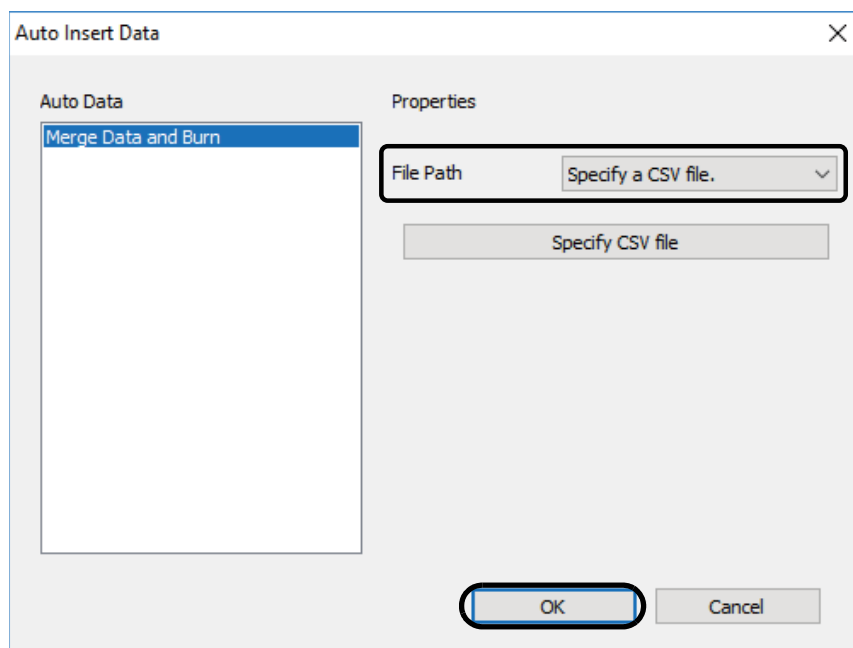 Auto Insert Data
Auto Data
Properties
Merge Data and Burn
File Path
Specify a CSV file.
Specify CSV file
OK
Cancel